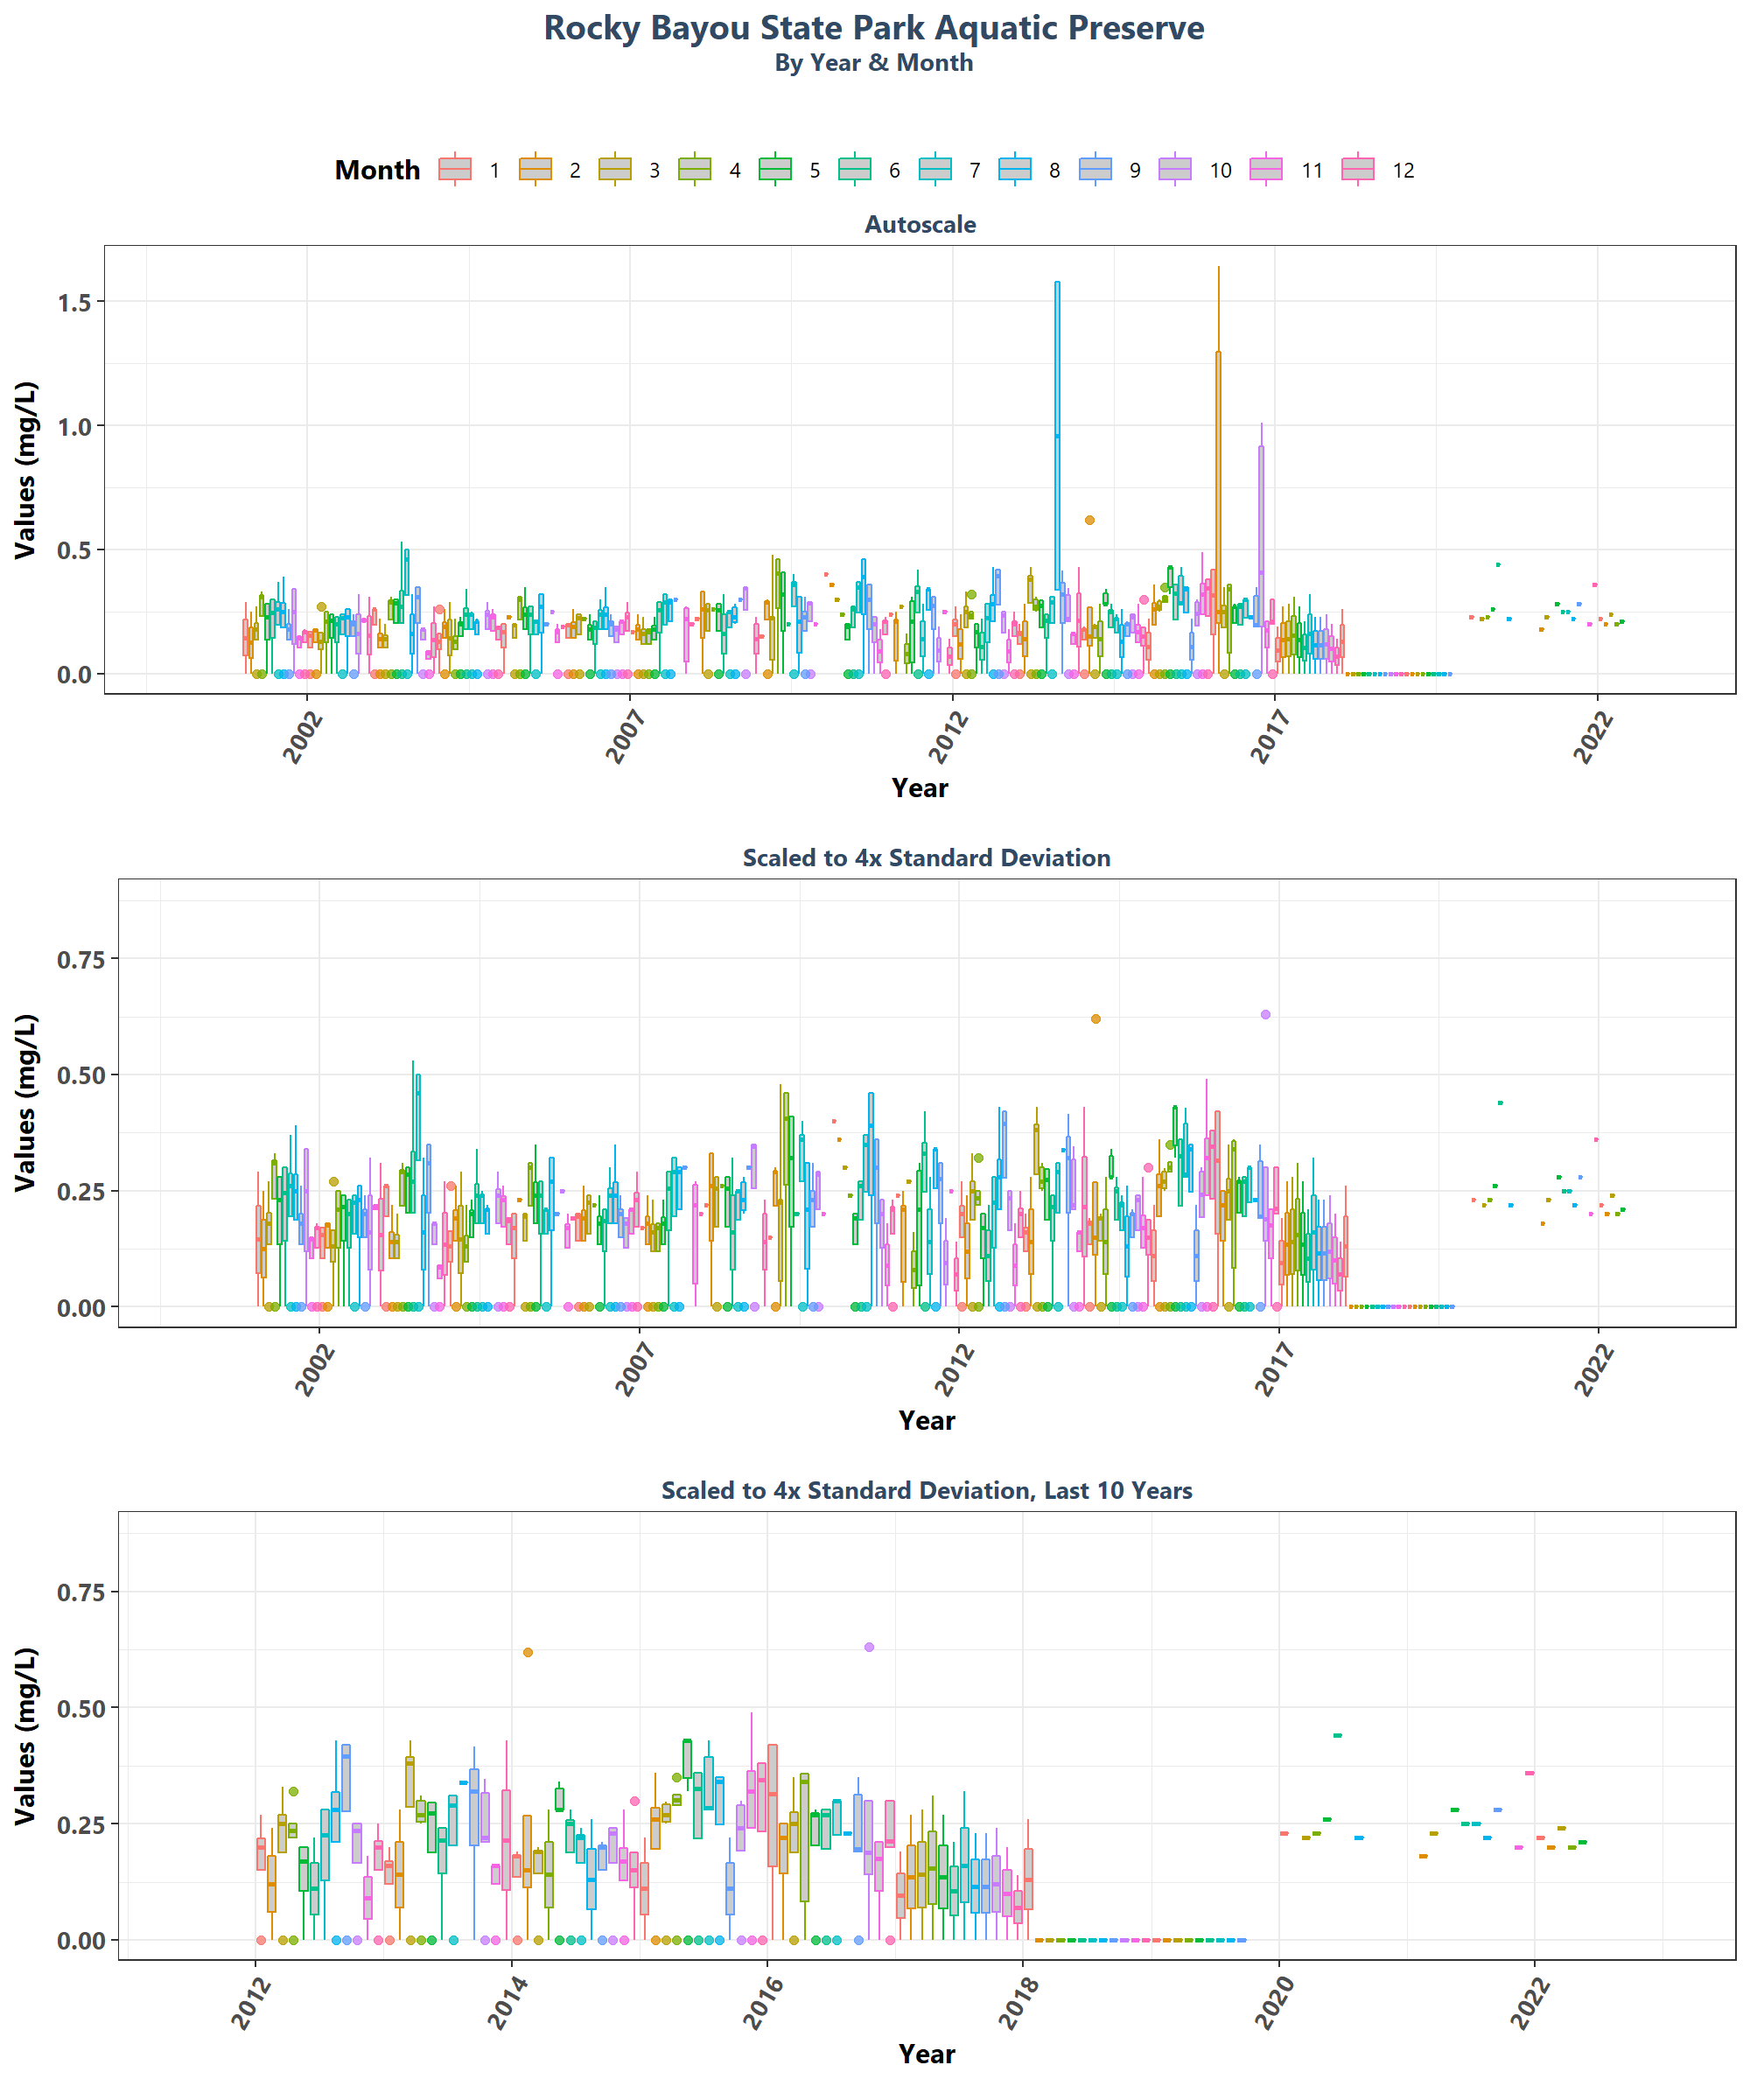 Rocky Bayou State Park Aquatic Preserve
By Year & Month
Month 1 2 3 4 5 6 7 8 9 10 11 12
Autoscale
Values (mg/L)
1.5
1.0
0.5
0.0
2002 2007 2012 2017 2022
Year
Scaled to 4x Standard Deviation
Values (mg/L)
0.75
0.50
0.25
0.00
2002 2007 2012 2017 2022
Year
Scaled to 4x Standard Deviation, Last 10 Years
Values (mg/L)
0.75
0.50
0.25
0.00
2012 2014 2016 2018 2020 2022
Year